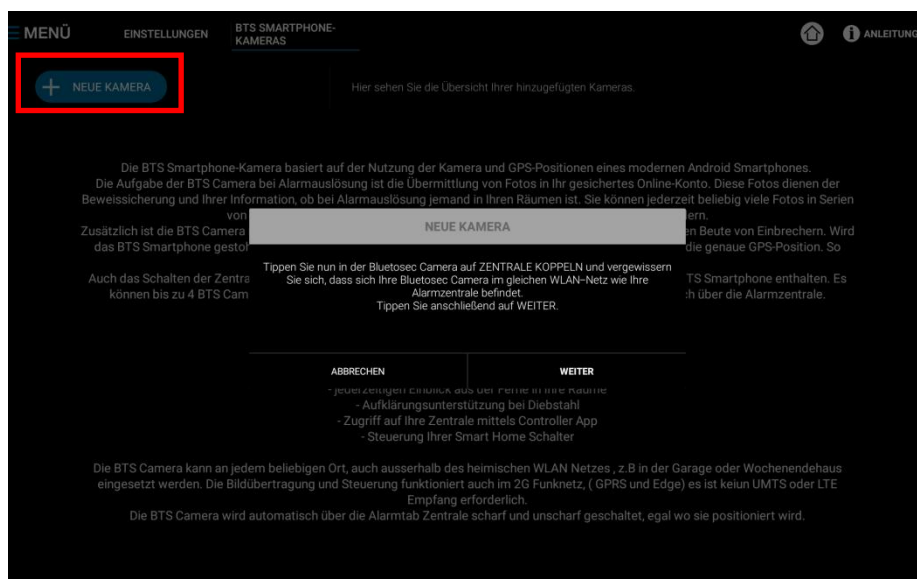 MENÜ
EINSTELLUNGEN
BTS SMARTPHONE-
KAMERAS
ANLEITUNG
NEUE KAMERA
Hier sehen Sie die Übersicht Ihrer hinzugefügten Kameras.
Die BTS Smartphone-Kamera basiert auf der Nutzung der Kamera und GPS-Positionen eines modernen Android Smartphones.
Die Aufgabe der BTS Camera bei Alarmauslösung ist die Übermittlung von Fotos in Ihr gesichertes Online-Konto. Diese Fotos dienen der
Beweissicherung und Ihrer Information, ob bei Alarmauslösung jemand in Ihren Räumen ist. Sie können jederzeit beliebig viele Fotos in Serien
von
Zusätzlich ist die BTS Camera en Beute von Einbrechern. Wird
das BTS Smartphone die genaue GPS-Position. So
Auch das Schalten der TS Smartphone enthalten. Es
können bis zu 4 BTS über die Alarmzentrale.
NEUE KAMERA
Tippen Sie nun in der Bluetosec Camera auf ZENTRALE KOPPELN und vergewissern
Sie sich, dass sich Ihre Bluetosec Camera im gleichen WLAN-Netz wie Ihre
Alarmzentrale befindet.
Tippen Sie anschließend auf WEITER.
ABBRECHEN
WEITER
- jederzeitigen Einblick aus der Ferne in Ihre Räume
- Aufklärungsunterstützung bei Diebstahl
- Zugriff auf Ihre Zentrale mittels Controller App
- Steuerung Ihrer Smart Home Schalter
Die BTS Camera kann an jedem beliebigen Ort, auch ausserhalb des heimischen WLAN Netzes , z.B in der Garage oder Wochenendehaus
eingesetzt werden. Die Bildübertragung und Steuerung funktioniert auch im 2G Funknetz, ( GPRS und Edge) es ist keiun UMTS oder LTE
Empfang erforderlich.
Die BTS Camera wird automatisch über die Alarmtab Zentrale scharf und unscharf geschaltet, egal wo sie positioniert wird.